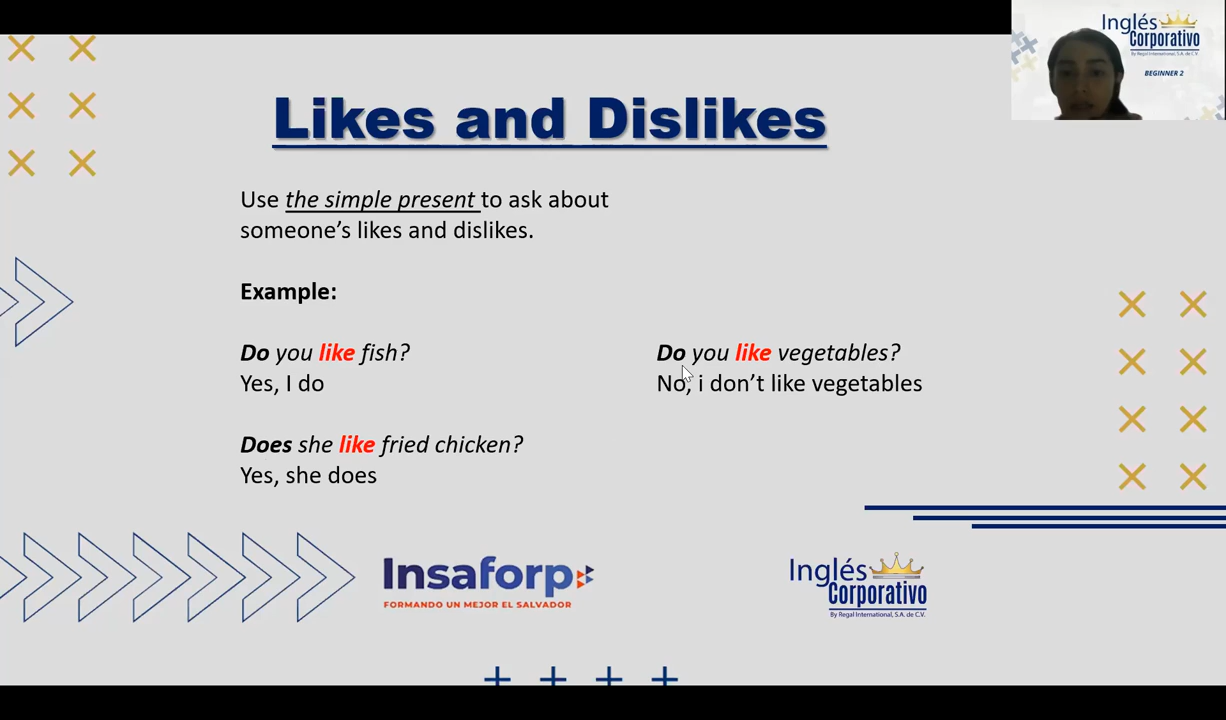 Inglés
Corporativo
By Regal International, S.A. de C.V.
BEGINNER 2
Likes and Dislikes
Use the simple present to ask about
someone’s likes and dislikes.
Example:
Do you like fish?
Yes, I do
Do you like vegetables?
No, i don’t like vegetables
Does she like fried chicken?
Yes, she does
Insaforp
FORMANDO UN MEJOR EL SALVADOR
Inglés
Corporativo
By Regal International, S.A. de C.V.